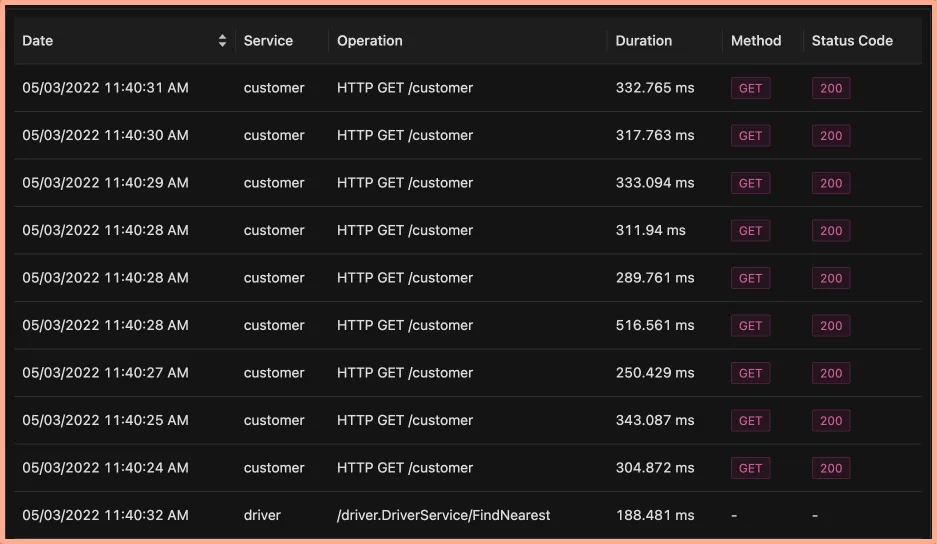 Date Service Operation Duration Method Status Code
05/03/2022 11:40:31 AM customer HTTP GET /customer 332.765 ms GET 200
05/03/2022 11:40:30 AM customer HTTP GET /customer 317.763 ms GET 200
05/03/2022 11:40:29 AM customer HTTP GET /customer 333.094 ms GET 200
05/03/2022 11:40:28 AM customer HTTP GET /customer 311.94 ms GET 200
05/03/2022 11:40:28 AM customer HTTP GET /customer 289.761 ms GET 200
05/03/2022 11:40:28 AM customer HTTP GET /customer 516.561 ms GET 200
05/03/2022 11:40:27 AM customer HTTP GET /customer 250.429 ms GET 200
05/03/2022 11:40:25 AM customer HTTP GET /customer 343.087 ms GET 200
05/03/2022 11:40:24 AM customer HTTP GET /customer 304.872 ms GET 200
05/03/2022 11:40:32 AM driver /driver.DriverService/FindNearest 188.481 ms - -